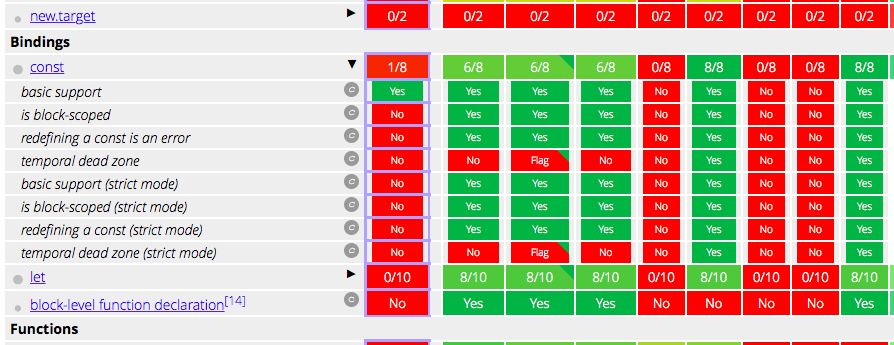 new.target ▶ 0/2 0/2 0/2 0/2 0/2 0/2 0/2 0/2 0/2
Bindings
const ▼ 1/8 6/8 6/8 6/8 0/8 8/8 0/8 0/8 8/8
basic support C Yes Yes Yes Yes No Yes No No Yes
is block-scoped C No Yes Yes Yes No Yes No No Yes
redefining a const is an error C No Yes Yes Yes No Yes No No Yes
temporal dead zone C No No Flag No No Yes No No Yes
basic support (strict mode) C No Yes Yes Yes No Yes No No Yes
is block-scoped (strict mode) C No Yes Yes Yes No Yes No No Yes
redefining a const (strict mode) C No Yes Yes Yes No Yes No No Yes
temporal dead zone (strict mode) C No No Flag No No Yes No No Yes
let ▶ 0/10 8/10 8/10 8/10 0/10 8/10 0/10 0/10 8/10
block-level function declaration[14] C No Yes Yes Yes No No No No Yes
Functions